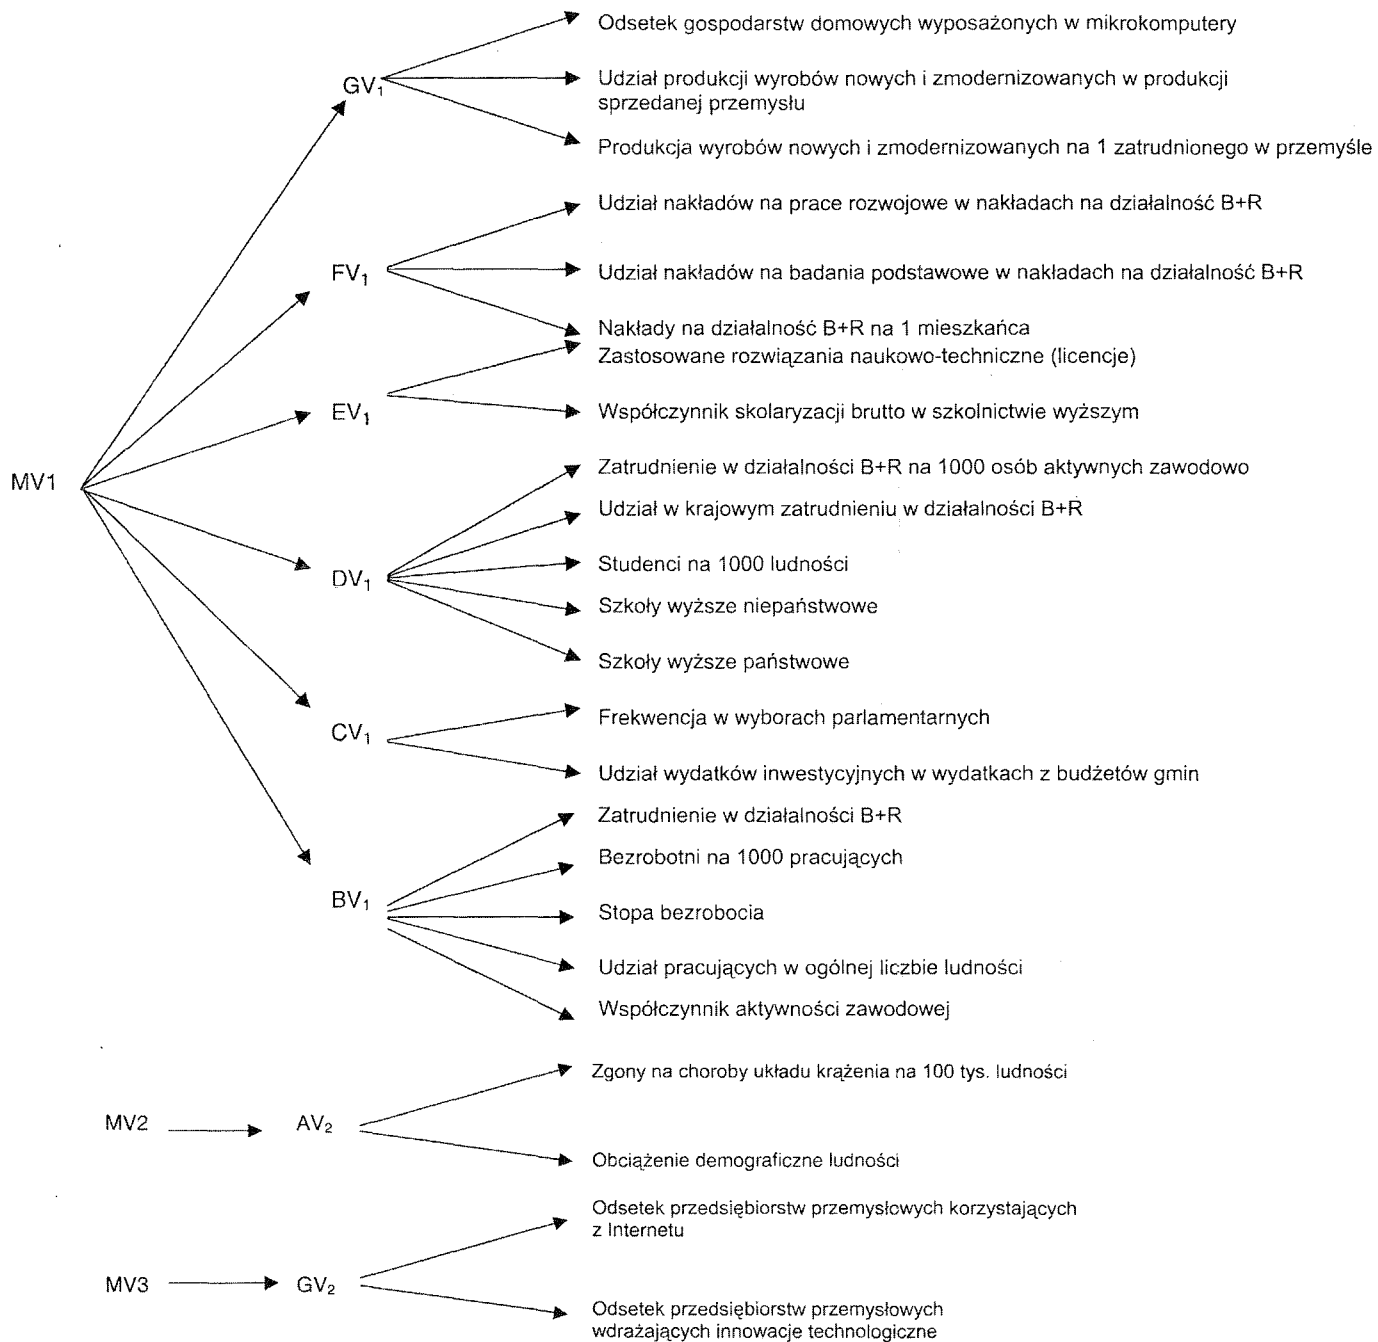 Odsetek gospodarstw domowych wyposażonych w mikrokomputery
GV₁
Udział produkcji wyrobów nowych i zmodernizowanych w produkcji
sprzedanej przemysłu
Produkcja wyrobów nowych i zmodernizowanych na 1 zatrudnionego w przemyśle
Udział nakładów na prace rozwojowe w nakładach na działalność B+R
FV₁
Udział nakładów na badania podstawowe w nakładach na działalność B+R
Nakłady na działalność B+R na 1 mieszkańca
Zastosowane rozwiązania naukowo-techniczne (licencje)
EV₁
Współczynnik skolaryzacji brutto w szkolnictwie wyższym
MV1
Zatrudnienie w działalności B+R na 1000 osób aktywnych zawodowo
Udział w krajowym zatrudnieniu w działalności B+R
DV₁
Studenci na 1000 ludności
Szkoły wyższe niepaństwowe
Szkoły wyższe państwowe
CV₁
Frekwencja w wyborach parlamentarnych
Udział wydatków inwestycyjnych w wydatkach z budżetów gmin
Zatrudnienie w działalności B+R
Bezrobotni na 1000 pracujących
BV₁
Stopa bezrobocia
Udział pracujących w ogólnej liczbie ludności
Współczynnik aktywności zawodowej
Zgony na choroby układu krążenia na 100 tys. ludności
MV2
AV₂
Obciążenie demograficzne ludności
Odsetek przedsiębiorstw przemysłowych korzystających
z Internetu
MV3
GV₂
Odsetek przedsiębiorstw przemysłowych
wdrażających innowacje technologiczne